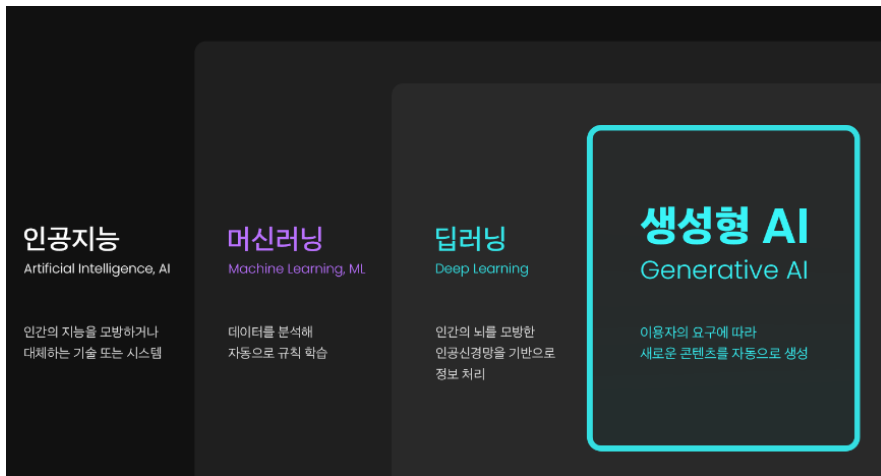 인공지능
Artificial Intelligence, AI
인간의 지능을 모방하거나
대체하는 기술 또는 시스템
머신러닝
Machine Learning, ML
데이터를 분석해
자동으로 규칙 학습
딥러닝
Deep Learning
인간의 뇌를 모방한
인공신경망을 기반으로
정보 처리
생성형 AI
Generative AI
이용자의 요구에 따라
새로운 콘텐츠를 자동으로 생성